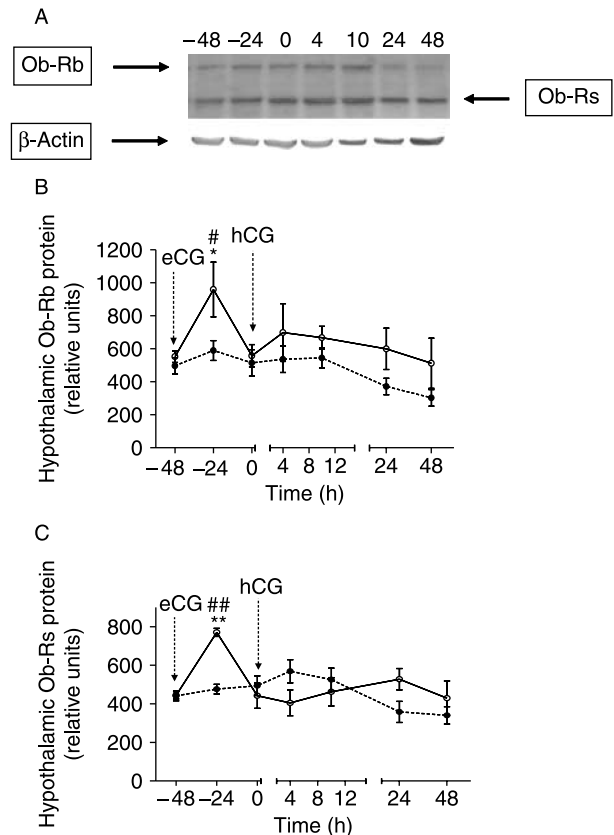 A
−48 −24 0 4 10 24 48
Ob-Rb
Ob-Rs
β-Actin
B
Hypothalamic Ob-Rb protein
(relative units)
1200
1000
800
600
400
200
0
eCG
#
*
hCG
−48 −24 0 4 8 12 24 48
Time (h)
C
Hypothalamic Ob-Rs protein
(relative units)
800
600
400
200
0
eCG
##
**
hCG
−48 −24 0 4 8 12 24 48
Time (h)